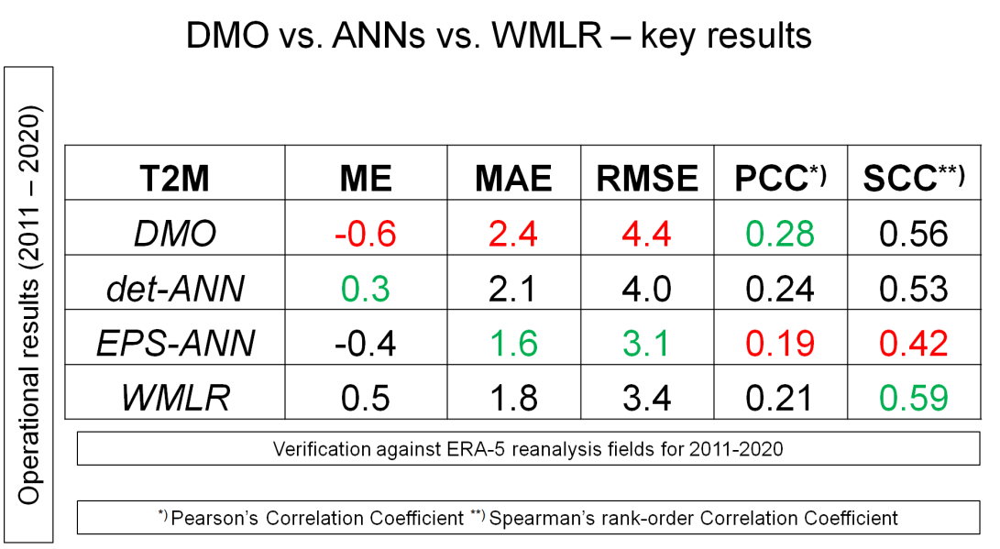 DMO vs. ANNs vs. WMLR – key results
Operational results (2011 – 2020)
T2M ME MAE RMSE PCC*) SCC**)
DMO -0.6 2.4 4.4 0.28 0.56
det-ANN 0.3 2.1 4.0 0.24 0.53
EPS-ANN -0.4 1.6 3.1 0.19 0.42
WMLR 0.5 1.8 3.4 0.21 0.59
Verification against ERA-5 reanalysis fields for 2011-2020
*) Pearson's Correlation Coefficient **) Spearman's rank-order Correlation Coefficient